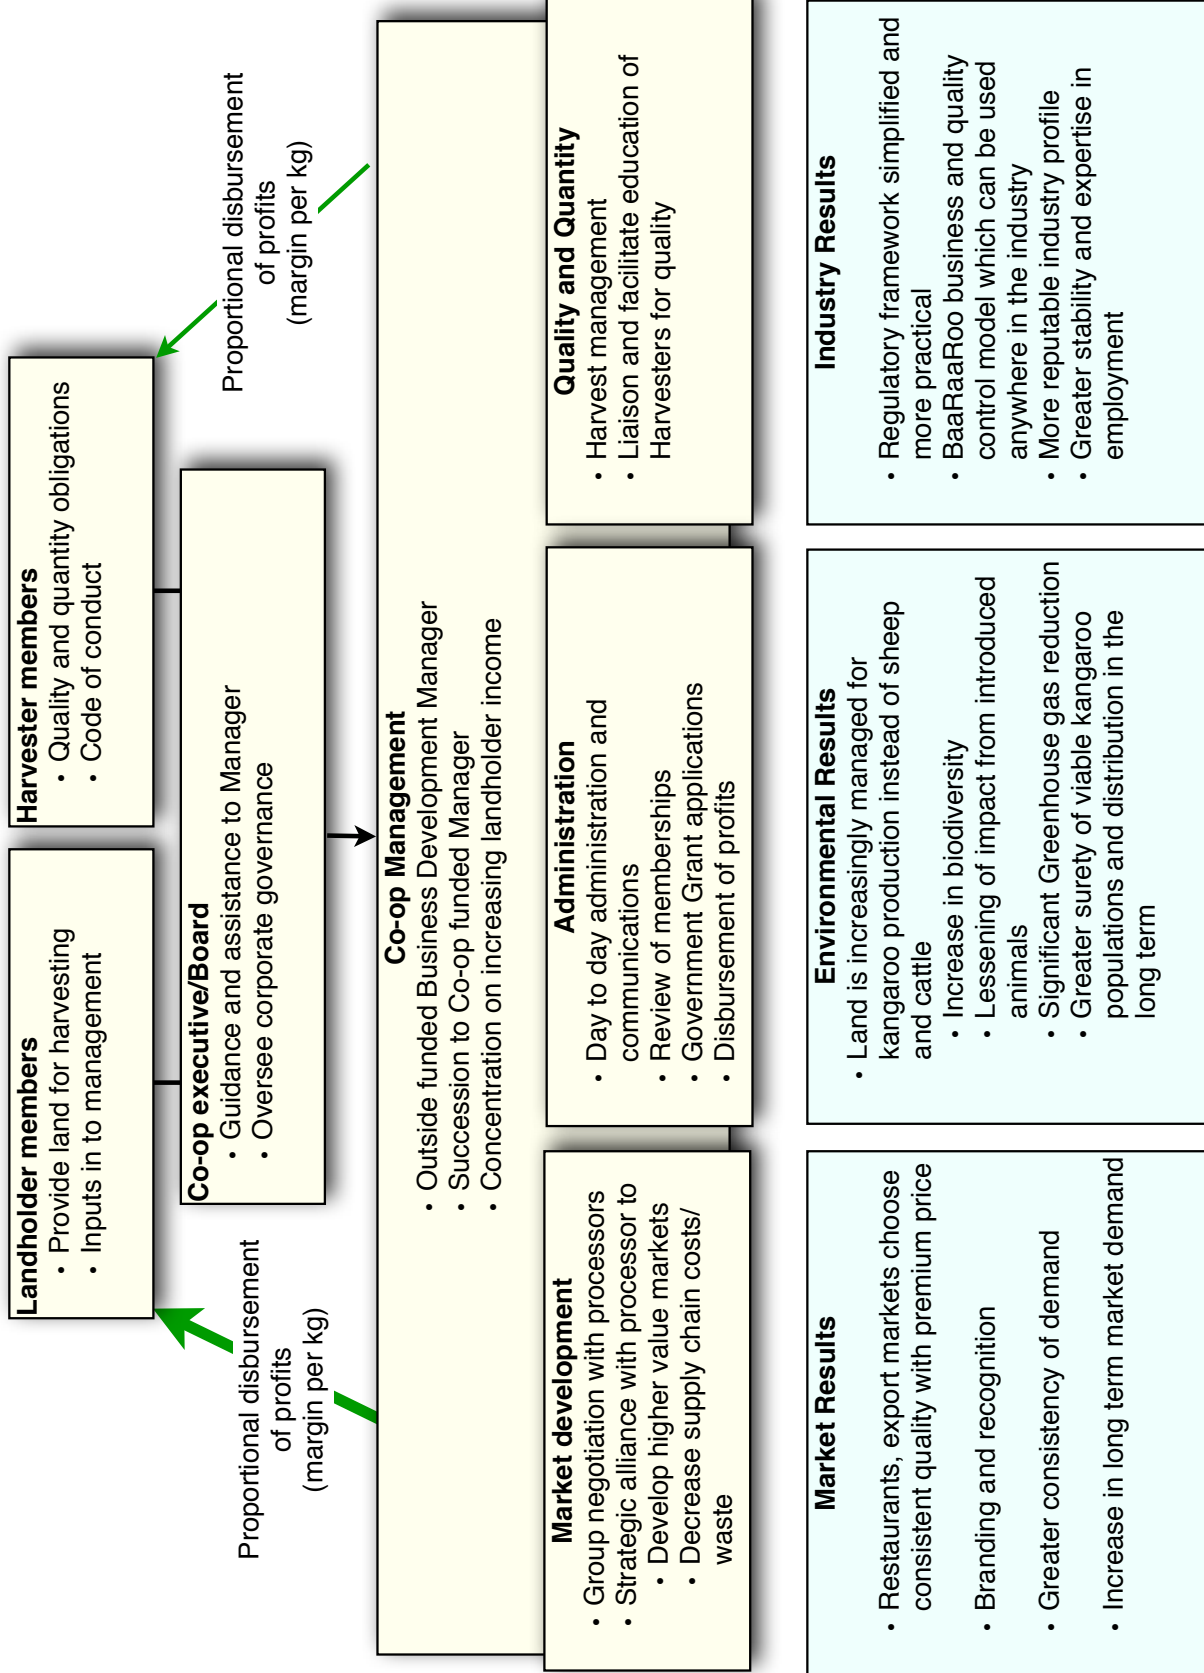 Landholder members
• Provide land for harvesting
• Inputs in to management
Harvester members
• Quality and quantity obligations
• Code of conduct
Proportional disbursement
of profits
(margin per kg)
Co-op executive/Board
• Guidance and assistance to Manager
• Oversee corporate governance
Proportional disbursement
of profits
(margin per kg)
Co-op Management
• Outside funded Business Development Manager
• Succession to Co-op funded Manager
• Concentration on increasing landholder income
Market development
• Group negotiation with processors
• Strategic alliance with processor to
• Develop higher value markets
• Decrease supply chain costs/
waste
Administration
• Day to day administration and
communications
• Review of memberships
• Government Grant applications
• Disbursement of profits
Quality and Quantity
• Harvest management
• Liaison and facilitate education of
Harvesters for quality
Market Results
• Restaurants, export markets choose
consistent quality with premium price
• Branding and recognition
• Greater consistency of demand
• Increase in long term market demand
Environmental Results
• Land is increasingly managed for
kangaroo production instead of sheep
and cattle
• Increase in biodiversity
• Lessening of impact from introduced
animals
• Significant Greenhouse gas reduction
• Greater surety of viable kangaroo
populations and distribution in the
long term
Industry Results
• Regulatory framework simplified and
more practical
• BaaRaaRoo business and quality
control model which can be used
anywhere in the industry
• More reputable industry profile
• Greater stability and expertise in
employment